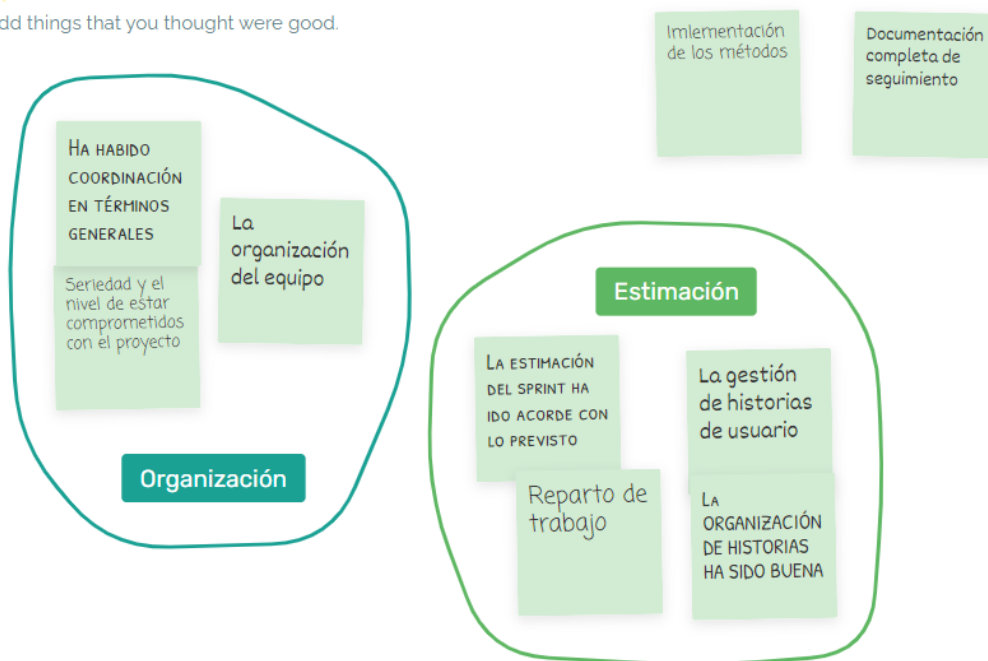 dd things that you thought were good.
Imlementación
de los métodos
Documentación
completa de
seguimiento
HA HABIDO
COORDINACIÓN
EN TÉRMINOS
GENERALES
La
organización
del equipo
Seriedad y el
nivel de estar
comprometidos
con el proyecto
Organización
Estimación
LA ESTIMACIÓN
DEL SPRINT HA
IDO ACORDE CON
LO PREVISTO
La gestión
de historias
de usuario
Reparto de
trabajo
LA
ORGANIZACIÓN
DE HISTORIAS
HA SIDO BUENA